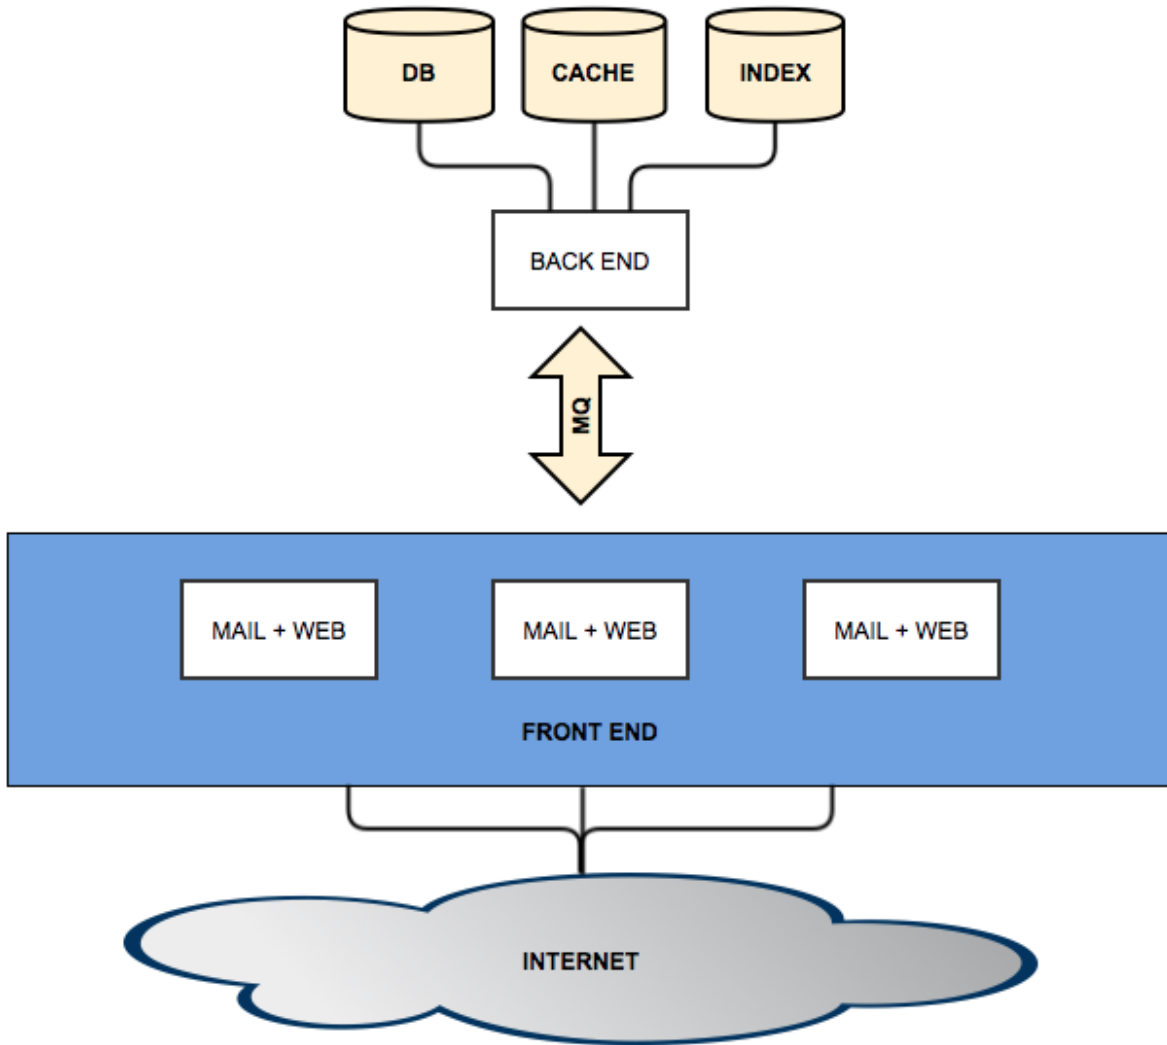 DB
CACHE
INDEX
BACK END
MQ
MAIL + WEB
MAIL + WEB
MAIL + WEB
FRONT END
INTERNET